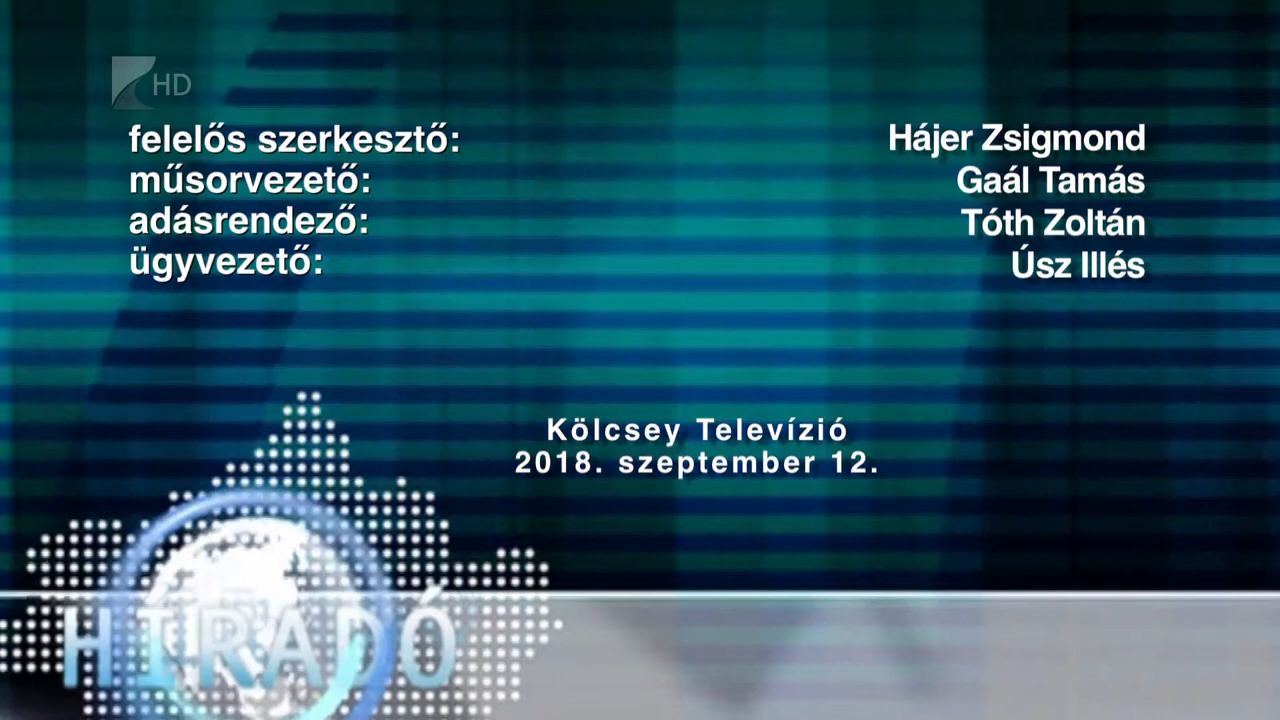 HD
felelős szerkesztő: Hájer Zsigmond
műsorvezető: Gaál Tamás
adásrendező: Tóth Zoltán
ügyvezető: Úsz Illés
Kölcsey Televízió
2018. szeptember 12.
HÍRADÓ